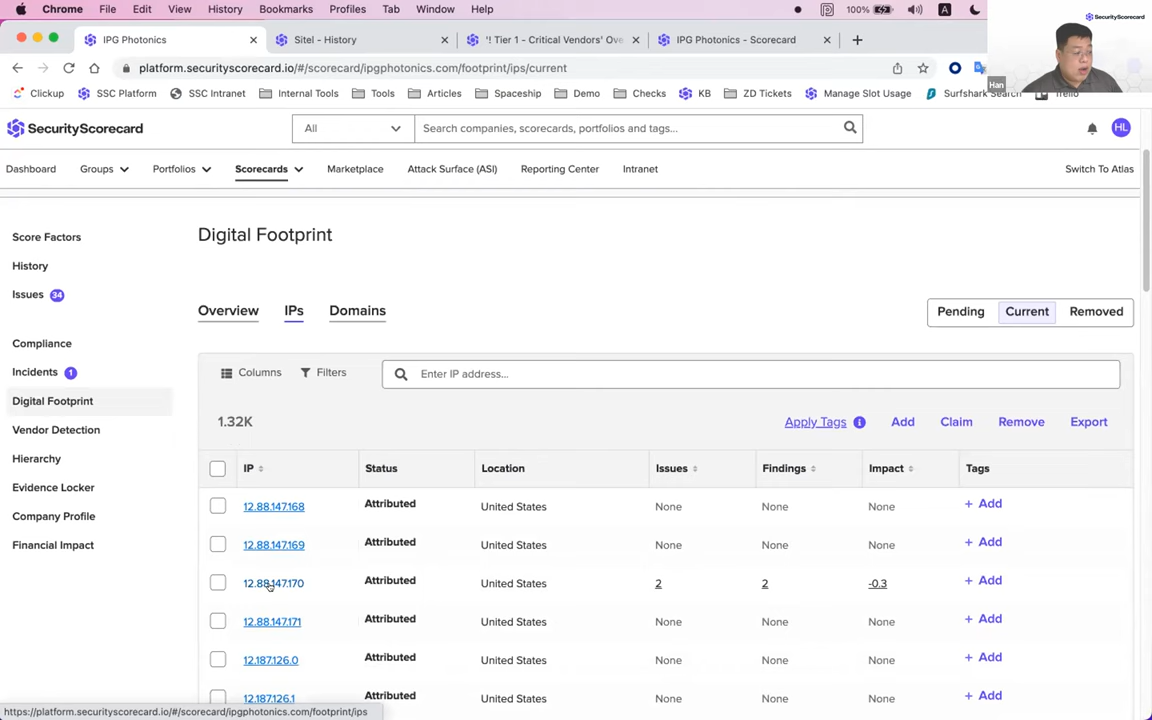 Chrome File Edit View History Bookmarks Profiles Tab Window Help 100% A
IPG Photonics
Sitel - History
'! Tier 1 - Critical Vendors' Ove
IPG Photonics - Scorecard
SecurityScorecard
platform.securityscorecard.io/#/scorecard/ipgphotonics.com/footprint/ips/current
Han
Clickup SSC Platform SSC Intranet Internal Tools Tools Articles Spaceship Demo Checks KB ZD Tickets Manage Slot Usage Surfshark Search Trello
SecurityScorecard
All
Search companies, scorecards, portfolios and tags...
HL
Dashboard Groups Portfolios Scorecards Marketplace Attack Surface (ASI) Reporting Center Intranet Switch To Atlas
Score Factors
History
Issues 34
Compliance
Incidents 1
Digital Footprint
Vendor Detection
Hierarchy
Evidence Locker
Company Profile
Financial Impact
Digital Footprint
Overview IPs Domains
Pending Current Removed
Columns Filters Enter IP address...
1.32K
Apply Tags i Add Claim Remove Export
IP Status Location Issues Findings Impact Tags
12.88.147.168 Attributed United States None None None + Add
12.88.147.169 Attributed United States None None None + Add
12.88.147.170 Attributed United States 2 2 -0.3 + Add
12.88.147.171 Attributed United States None None None + Add
12.187.126.0 Attributed United States None None None + Add
12.187.126.1 Attributed United States None None None + Add
https://platform.securityscorecard.io/#/scorecard/ipgphotonics.com/footprint/ips